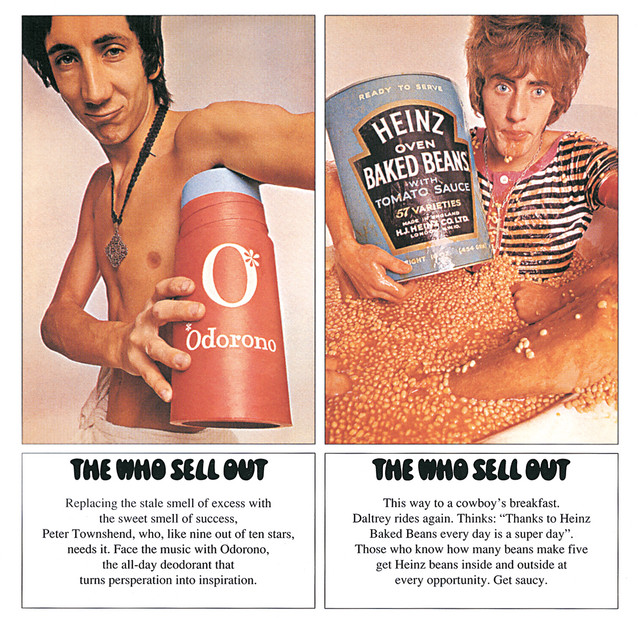 O*
*Odorono
READY TO SERVE
HEINZ
OVEN
BAKED BEANS
WITH
TOMATO SAUCE
57 VARIETIES
MADE IN ENGLAND
H.J. HEINZ CO. LTD.
THE WHO SELL OUT
Replacing the stale smell of excess with
the sweet smell of success,
Peter Townshend, who, like nine out of ten stars,
needs it. Face the music with Odorono,
the all-day deodorant that
turns persperation into inspiration.
THE WHO SELL OUT
This way to a cowboy’s breakfast.
Daltrey rides again. Thinks: “Thanks to Heinz
Baked Beans every day is a super day”.
Those who know how many beans make five
get Heinz beans inside and outside at
every opportunity. Get saucy.